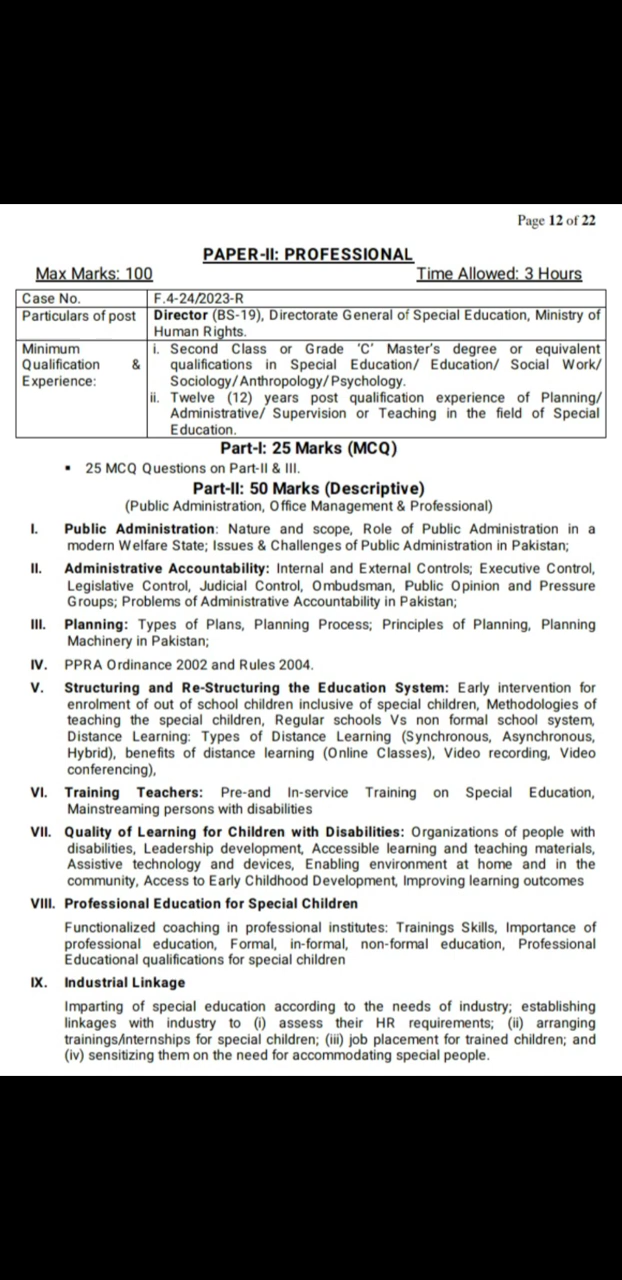 Page 12 of 22
PAPER-II: PROFESSIONAL
Max Marks: 100 Time Allowed: 3 Hours
Case No. F.4-24/2023-R
Particulars of post Director (BS-19), Directorate General of Special Education, Ministry of
Human Rights.
Minimum i. Second Class or Grade ‘C’ Master's degree or equivalent
Qualification & qualifications in Special Education/ Education/ Social Work/
Experience: Sociology/Anthropology/Psychology.
ii. Twelve (12) years post qualification experience of Planning/
Administrative/ Supervision or Teaching in the field of Special
Education.
Part-I: 25 Marks (MCQ)
▪ 25 MCQ Questions on Part-II & III.
Part-II: 50 Marks (Descriptive)
(Public Administration, Office Management & Professional)
I. Public Administration: Nature and scope, Role of Public Administration in a
modern Welfare State; Issues & Challenges of Public Administration in Pakistan;
II. Administrative Accountability: Internal and External Controls; Executive Control,
Legislative Control, Judicial Control, Ombudsman, Public Opinion and Pressure
Groups; Problems of Administrative Accountability in Pakistan;
III. Planning: Types of Plans, Planning Process; Principles of Planning, Planning
Machinery in Pakistan;
IV. PPRA Ordinance 2002 and Rules 2004.
V. Structuring and Re-Structuring the Education System: Early intervention for
enrolment of out of school children inclusive of special children, Methodologies of
teaching the special children, Regular schools Vs non formal school system,
Distance Learning: Types of Distance Learning (Synchronous, Asynchronous,
Hybrid), benefits of distance learning (Online Classes), Video recording, Video
conferencing),
VI. Training Teachers: Pre-and In-service Training on Special Education,
Mainstreaming persons with disabilities
VII. Quality of Learning for Children with Disabilities: Organizations of people with
disabilities, Leadership development, Accessible learning and teaching materials,
Assistive technology and devices, Enabling environment at home and in the
community, Access to Early Childhood Development, Improving learning outcomes
VIII. Professional Education for Special Children
Functionalized coaching in professional institutes: Trainings Skills, Importance of
professional education, Formal, in-formal, non-formal education, Professional
Educational qualifications for special children
IX. Industrial Linkage
Imparting of special education according to the needs of industry; establishing
linkages with industry to (i) assess their HR requirements; (ii) arranging
trainings/internships for special children; (iii) job placement for trained children; and
(iv) sensitizing them on the need for accommodating special people.